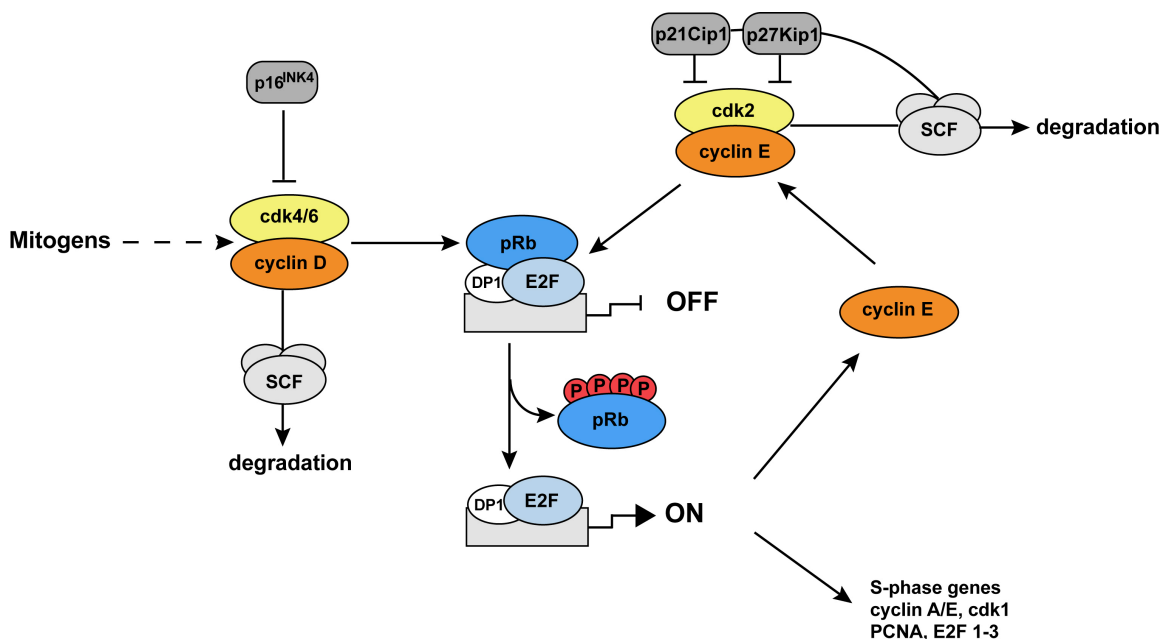 p21Cip1
p27Kip1
p16INK4
cdk2
cyclin E
SCF
degradation
cdk4/6
cyclin D
Mitogens
pRb
DP1
E2F
OFF
cyclin E
SCF
degradation
P P P P
pRb
DP1
E2F
ON
S-phase genes
cyclin A/E, cdk1
PCNA, E2F 1-3